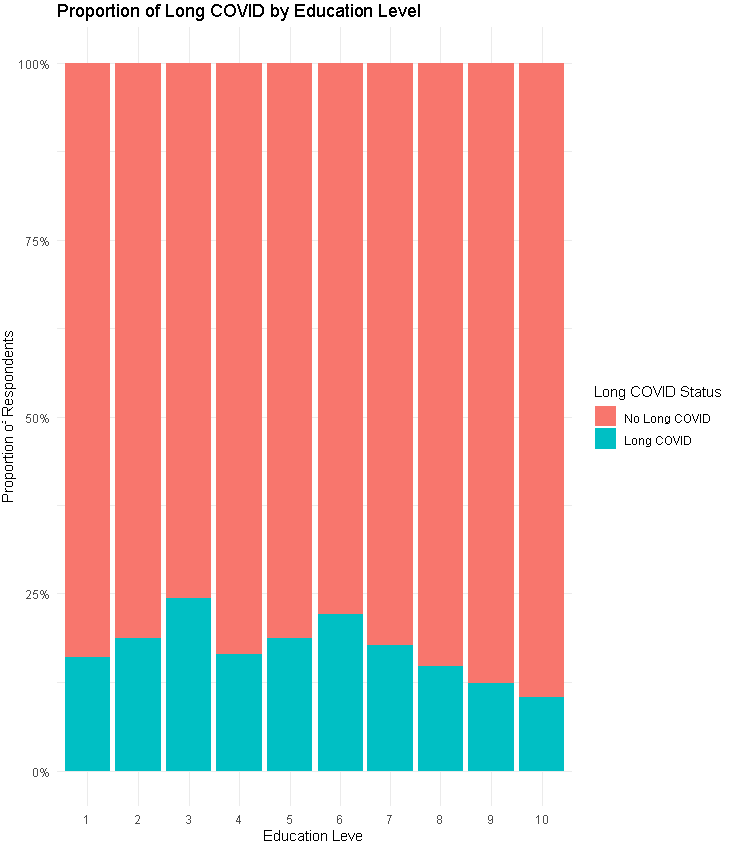 Proportion of Long COVID by Education Level
Proportion of Respondents
100%
75%
50%
25%
0%
1 2 3 4 5 6 7 8 9 10
Education Leve
Long COVID Status
No Long COVID
Long COVID